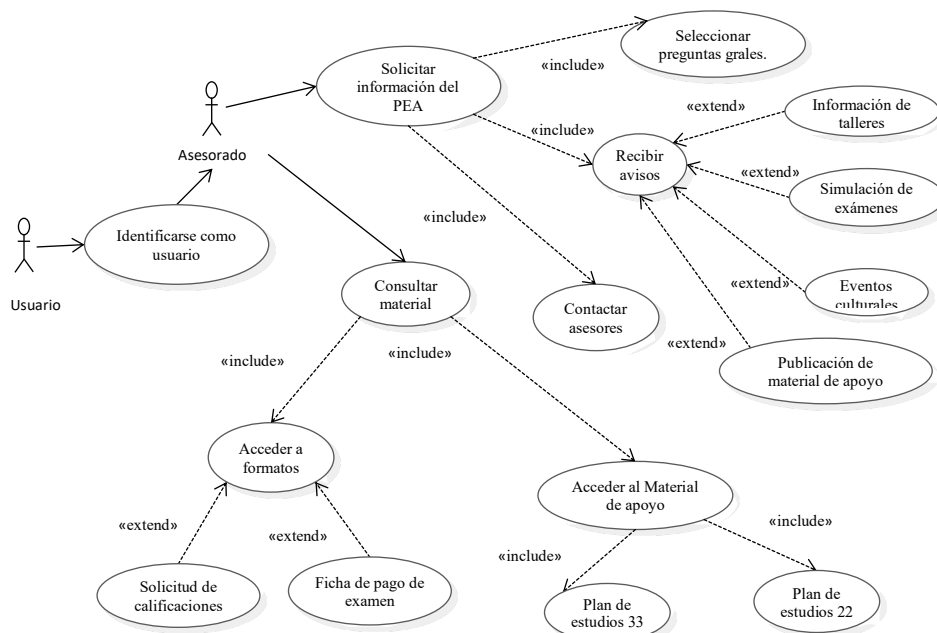 Seleccionar
preguntas grales.
«include»
Solicitar
información del
PEA
«extend»
Información de
talleres
«include»
Recibir
avisos
Asesorado
«extend»
Simulación de
exámenes
«include»
Identificarse como
usuario
Usuario
Consultar
material
«extend»
Eventos
culturales
Contactar
asesores
«extend»
«include»
«include»
Publicación de
material de apoyo
Acceder a
formatos
Acceder al Material
de apoyo
«extend»
«extend»
«include»
«include»
Solicitud de
calificaciones
Ficha de pago de
examen
Plan de
estudios 33
Plan de
estudios 22